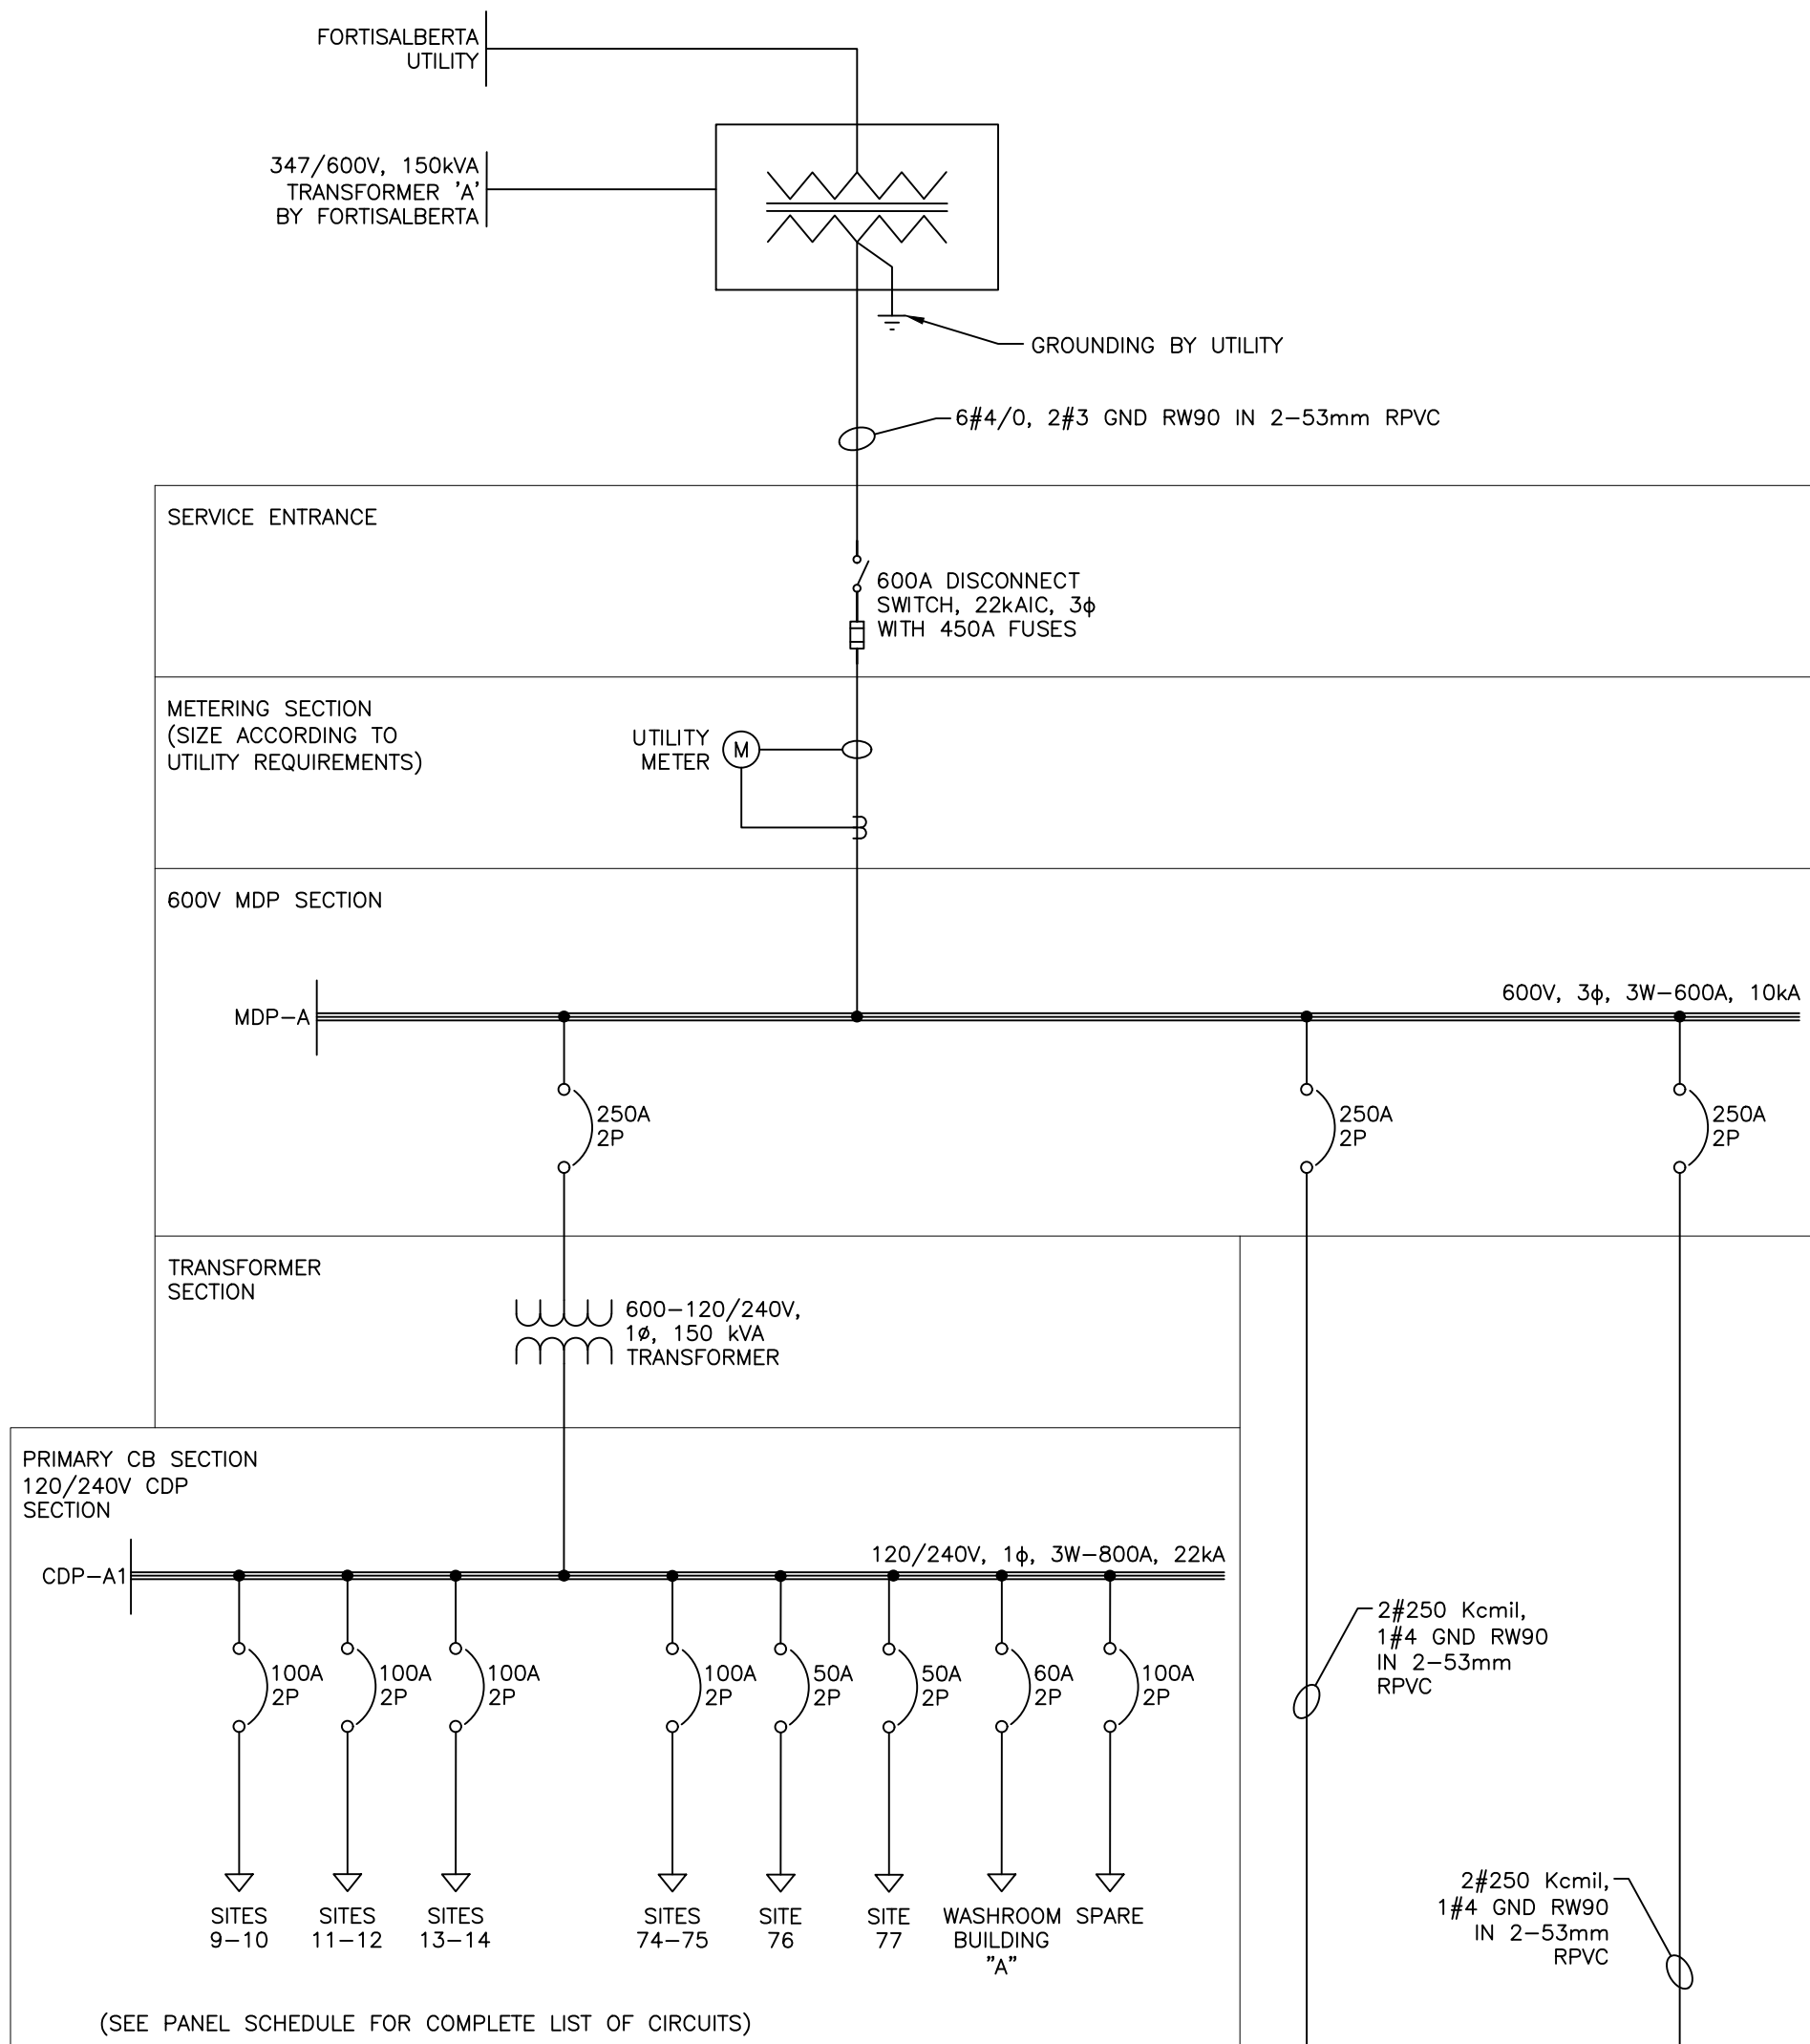 FORTISALBERTA
UTILITY
347/600V, 150kVA
TRANSFORMER 'A'
BY FORTISALBERTA
GROUNDING BY UTILITY
6#4/0, 2#3 GND RW90 IN 2-53mm RPVC
SERVICE ENTRANCE
600A DISCONNECT
SWITCH, 22kAIC, 3ϕ
WITH 450A FUSES
METERING SECTION
(SIZE ACCORDING TO
UTILITY REQUIREMENTS)
UTILITY
METER
M
600V MDP SECTION
600V, 3ϕ, 3W-600A, 10kA
MDP-A
250A
2P
250A
2P
250A
2P
TRANSFORMER
SECTION
600-120/240V,
1ø, 150 kVA
TRANSFORMER
PRIMARY CB SECTION
120/240V CDP
SECTION
120/240V, 1ϕ, 3W-800A, 22kA
CDP-A1
100A
2P
100A
2P
100A
2P
100A
2P
50A
2P
50A
2P
60A
2P
100A
2P
SITES
9-10
SITES
11-12
SITES
13-14
SITES
74-75
SITE
76
SITE
77
WASHROOM
BUILDING
"A"
SPARE
(SEE PANEL SCHEDULE FOR COMPLETE LIST OF CIRCUITS)
2#250 Kcmil,
1#4 GND RW90
IN 2-53mm
RPVC
2#250 Kcmil,
1#4 GND RW90
IN 2-53mm
RPVC